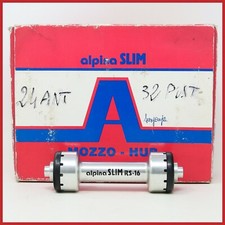 alpina SLIM
24 ANT
32 POST
A
MOZZO - HUB
alpina SLIM RS-16